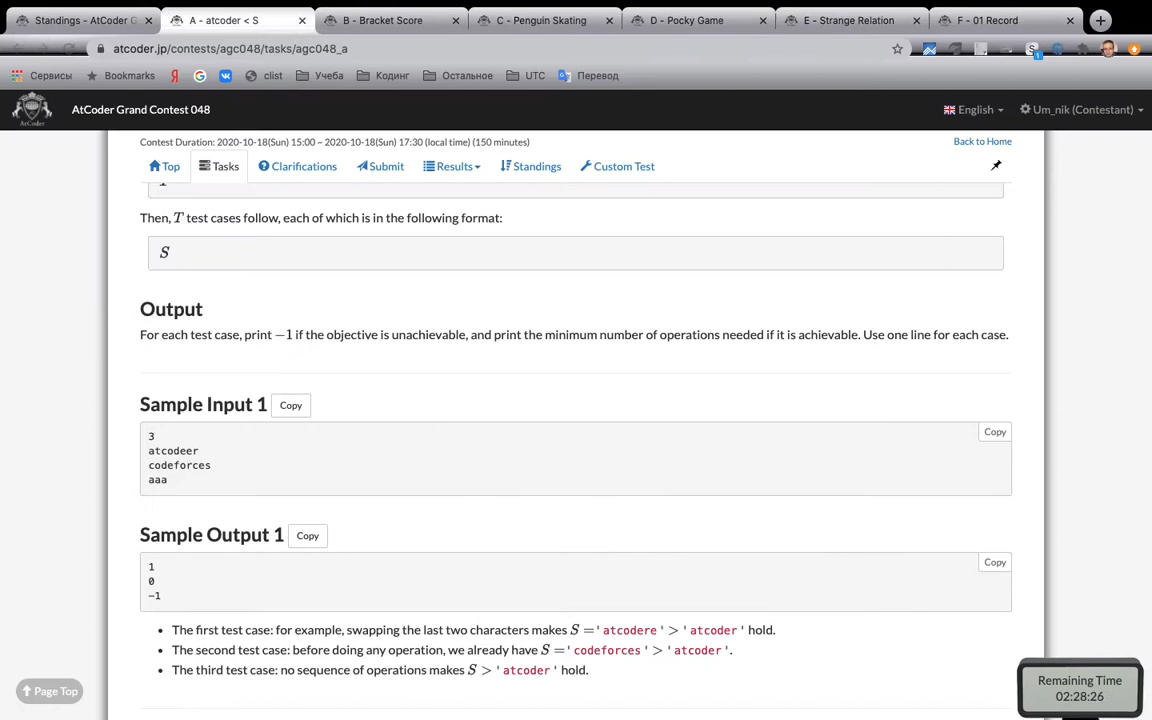 Standings - AtCoder G
A - atcoder < S
B - Bracket Score
C - Penguin Skating
D - Pocky Game
E - Strange Relation
F - 01 Record
atcoder.jp/contests/agc048/tasks/agc048_a
Сервисы
Bookmarks
clist
Учеба
Кодинг
Остальное
UTC
Перевод
AtCoder Grand Contest 048
English
Um_nik (Contestant)
Contest Duration: 2020-10-18(Sun) 15:00 ~ 2020-10-18(Sun) 17:30 (local time) (150 minutes)
Back to Home
Top
Tasks
Clarifications
Submit
Results
Standings
Custom Test
Then, T test cases follow, each of which is in the following format:
S
Output
For each test case, print −1 if the objective is unachievable, and print the minimum number of operations needed if it is achievable. Use one line for each case.
Sample Input 1
Copy
Copy
3
atcodeer
codeforces
aaa
Sample Output 1
Copy
Copy
1
0
-1
• The first test case: for example, swapping the last two characters makes S ='atcodere' > 'atcoder' hold.
• The second test case: before doing any operation, we already have S ='codeforces' > 'atcoder'.
• The third test case: no sequence of operations makes S > 'atcoder' hold.
Page Top
Remaining Time
02:28:26